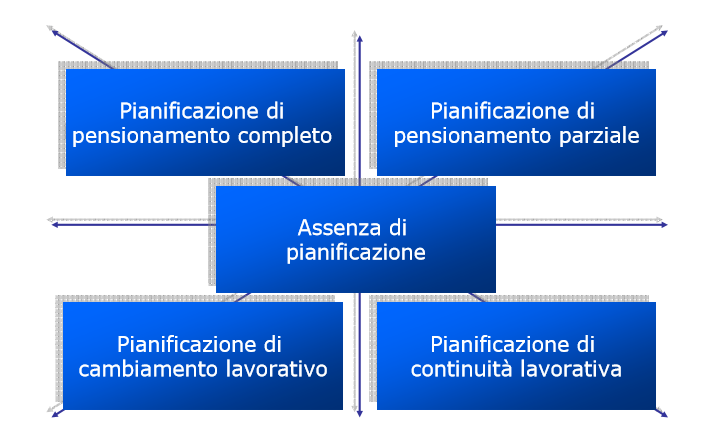 Pianificazione di
pensionamento completo
Pianificazione di
pensionamento parziale
Assenza di
pianificazione
Pianificazione di
cambiamento lavorativo
Pianificazione di
continuità lavorativa